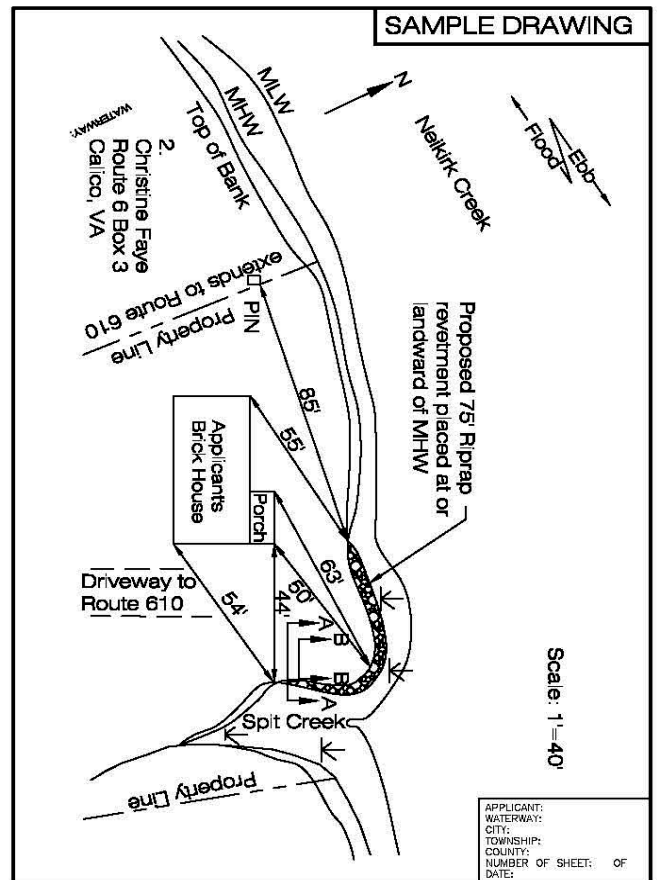 SAMPLE DRAWING
MLW
MHW
Top of Bank
N
Neikirk Creek
Ebb
Flood
WATERWAY:
2.
Christine Faye
Route 6 Box 3
Calico, VA
extends to Route 610
Property Line
PIN
Proposed 75' Riprap
revetment placed at or
landward of MHW
85'
55'
Applicant's
Brick House
Porch
63'
50'
44'
54'
Driveway to
Route 610
A
B
B
A
Scale: 1'=40'
Spit Creek
Property Line
APPLICANT:
WATERWAY:
CITY:
TOWNSHIP:
COUNTY:
NUMBER OF SHEET: OF
DATE: